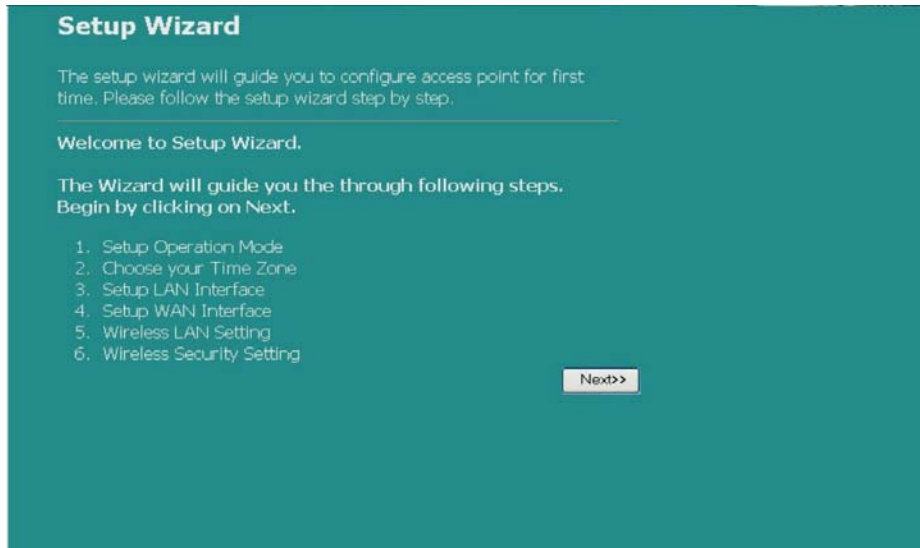 Setup Wizard
The setup wizard will guide you to configure access point for first
time. Please follow the setup wizard step by step.
Welcome to Setup Wizard.
The Wizard will guide you the through following steps.
Begin by clicking on Next.
1. Setup Operation Mode
2. Choose your Time Zone
3. Setup LAN Interface
4. Setup WAN Interface
5. Wireless LAN Setting
6. Wireless Security Setting
Next>>